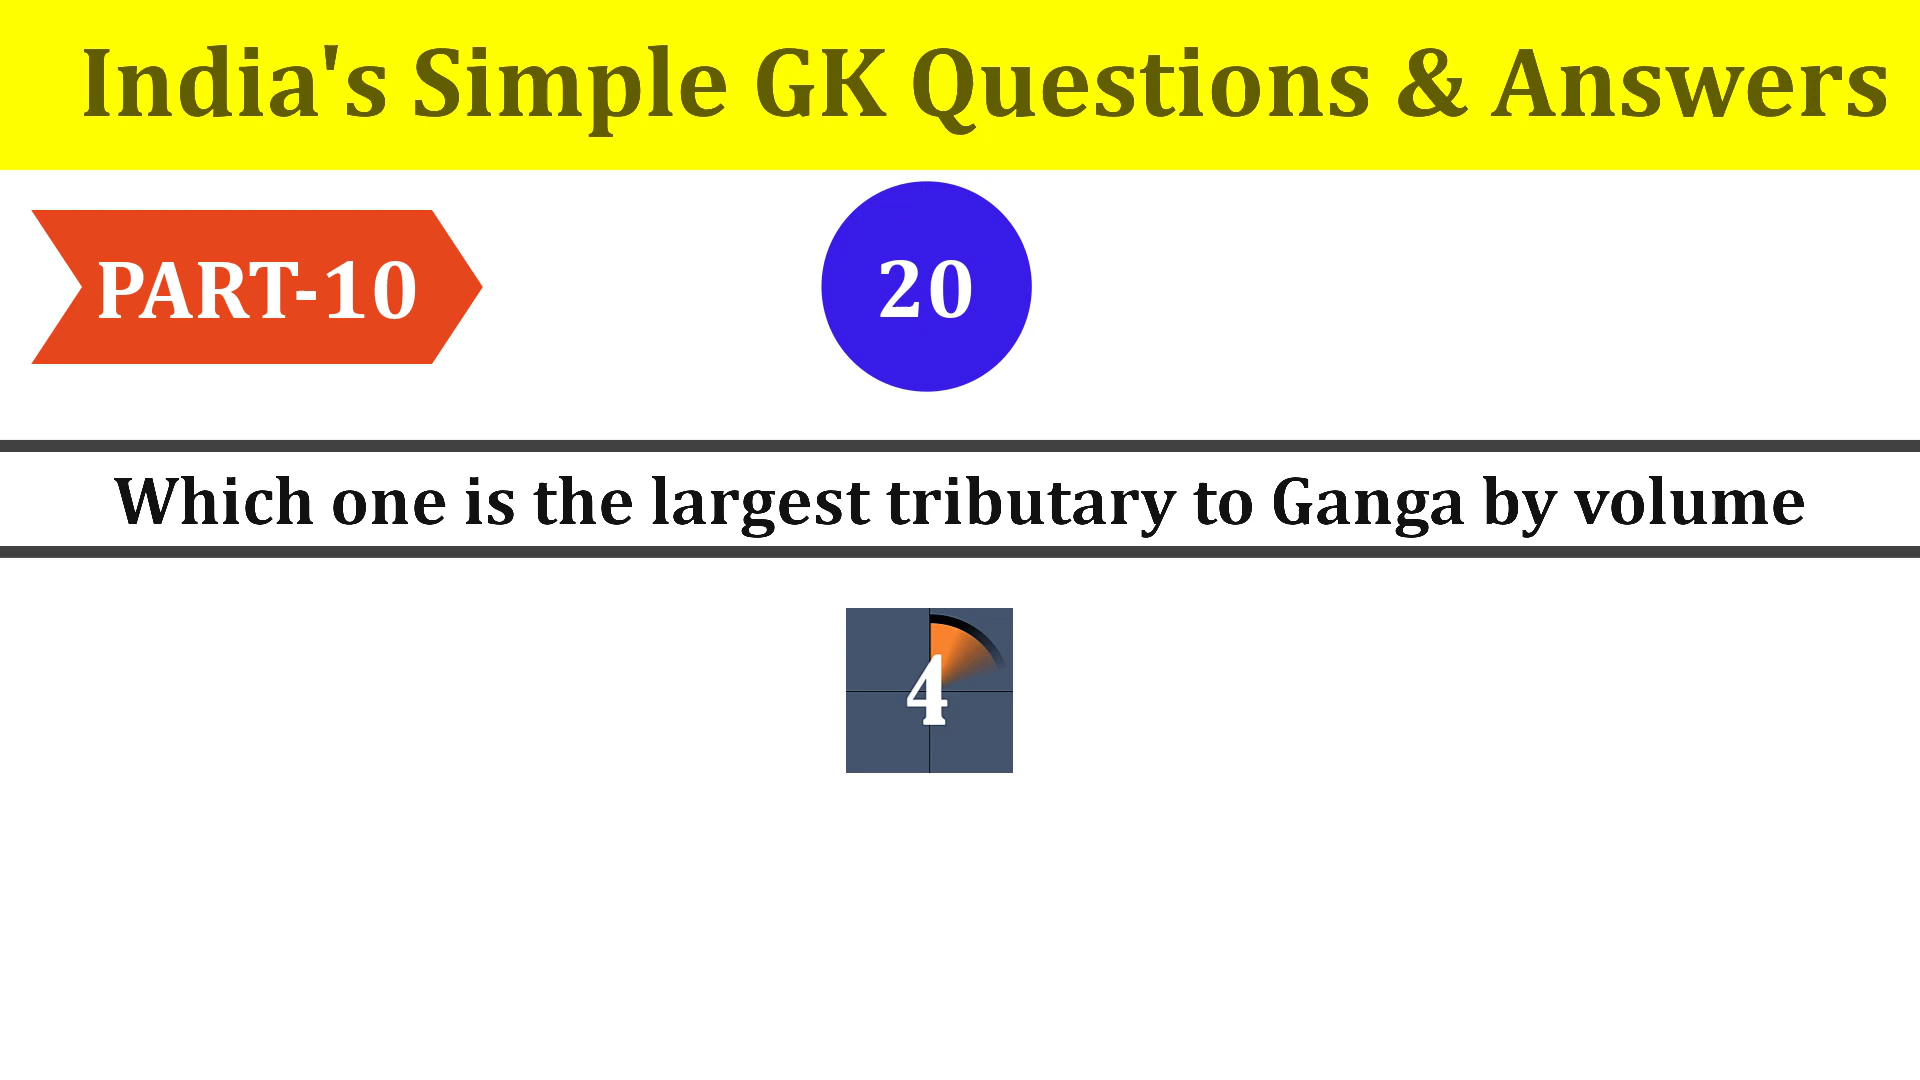 India's Simple GK Questions & Answers
PART-10
20
Which one is the largest tributary to Ganga by volume
4